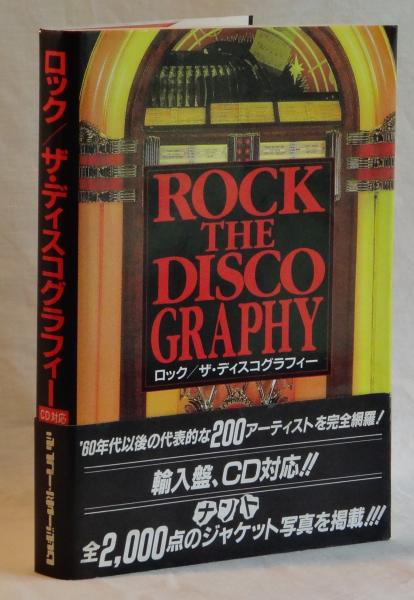 ロック／ザ・ディスコグラフィー
CD対応
ROCK
THE
DISCO
GRAPHY
ロック／ザ・ディスコグラフィー
'60年代以後の代表的な200アーティストを完全網羅！
輸入盤、CD対応!!
ナント
全2,000点のジャケット写真を掲載!!!